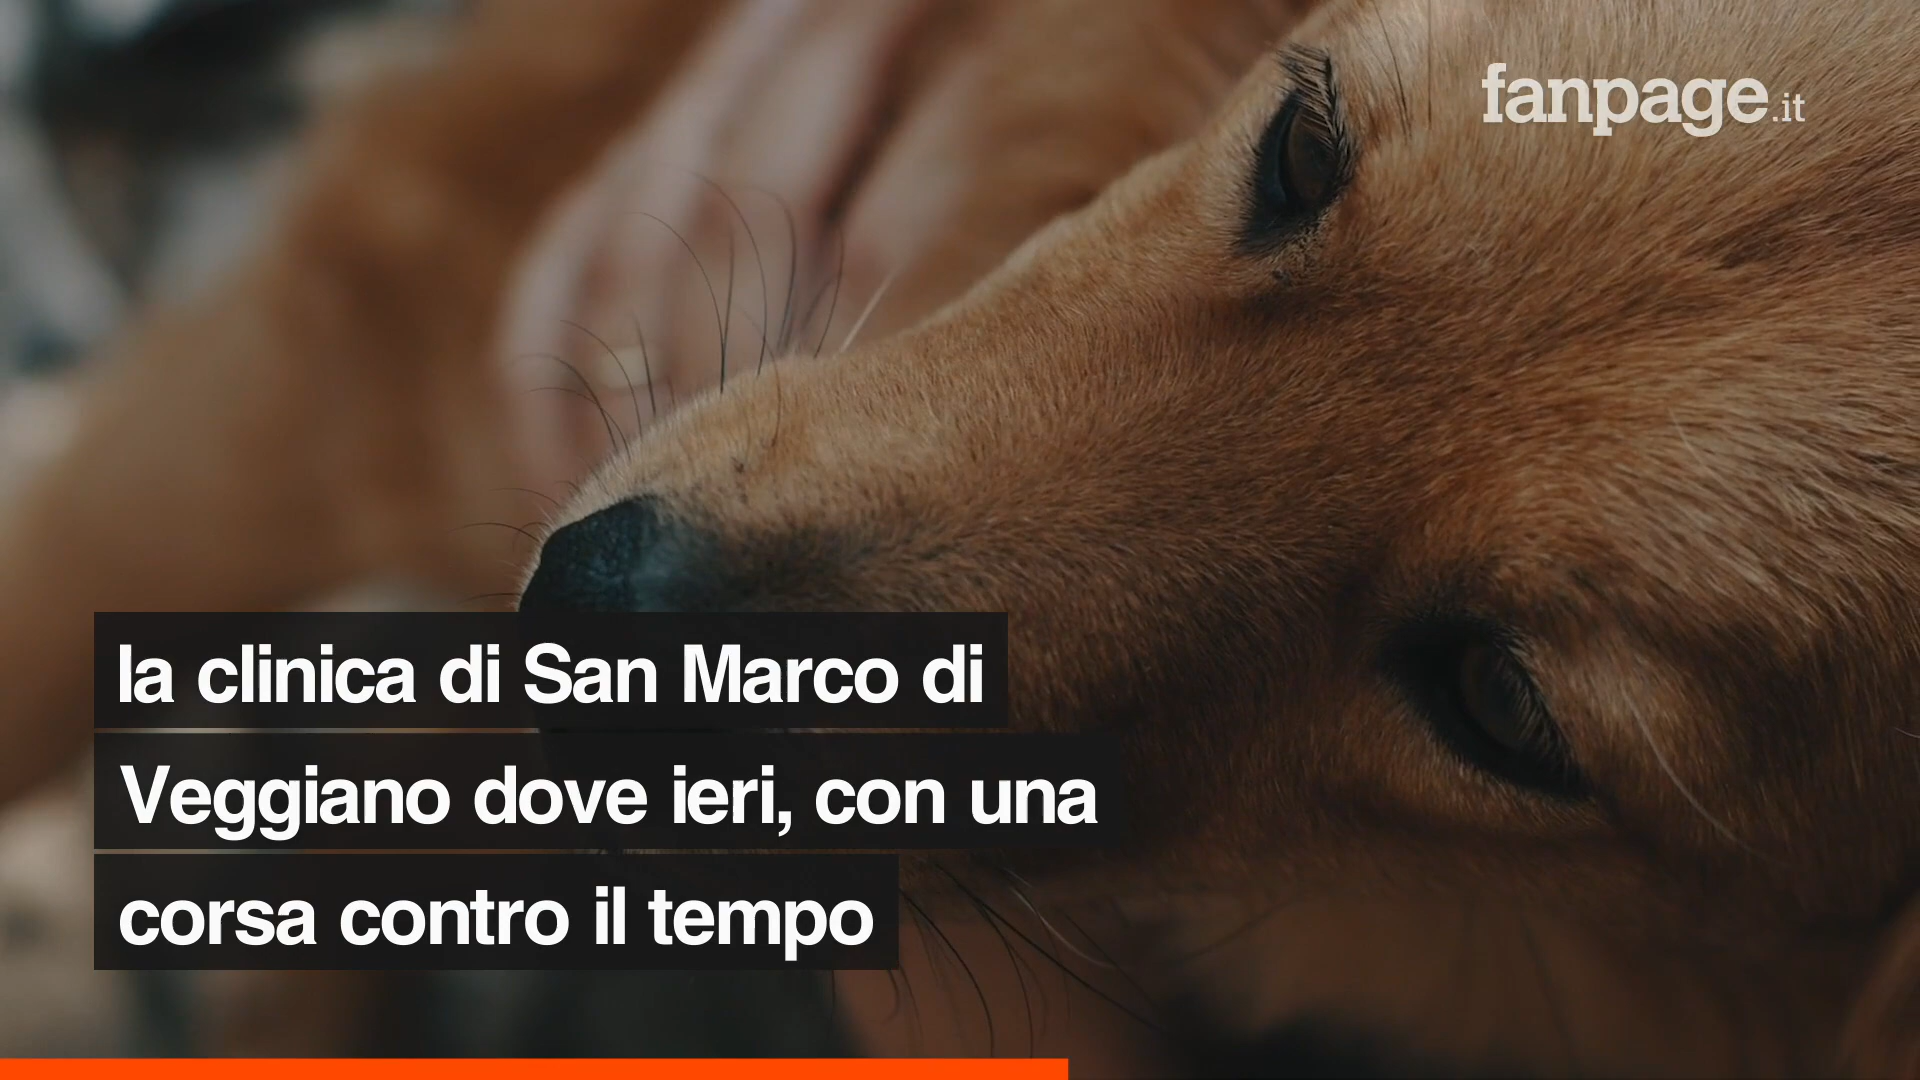 fanpage.it
la clinica di San Marco di
Veggiano dove ieri, con una
corsa contro il tempo